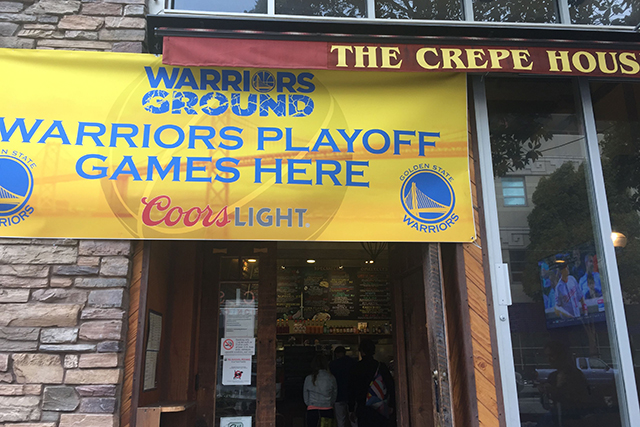 THE CREPE HOUS
WARRIORS
GROUND
WARRIORS PLAYOFF
GAMES HERE
Coors LIGHT
GOLDEN STATE
WARRIORS
GOLDEN STATE
WARRIORS